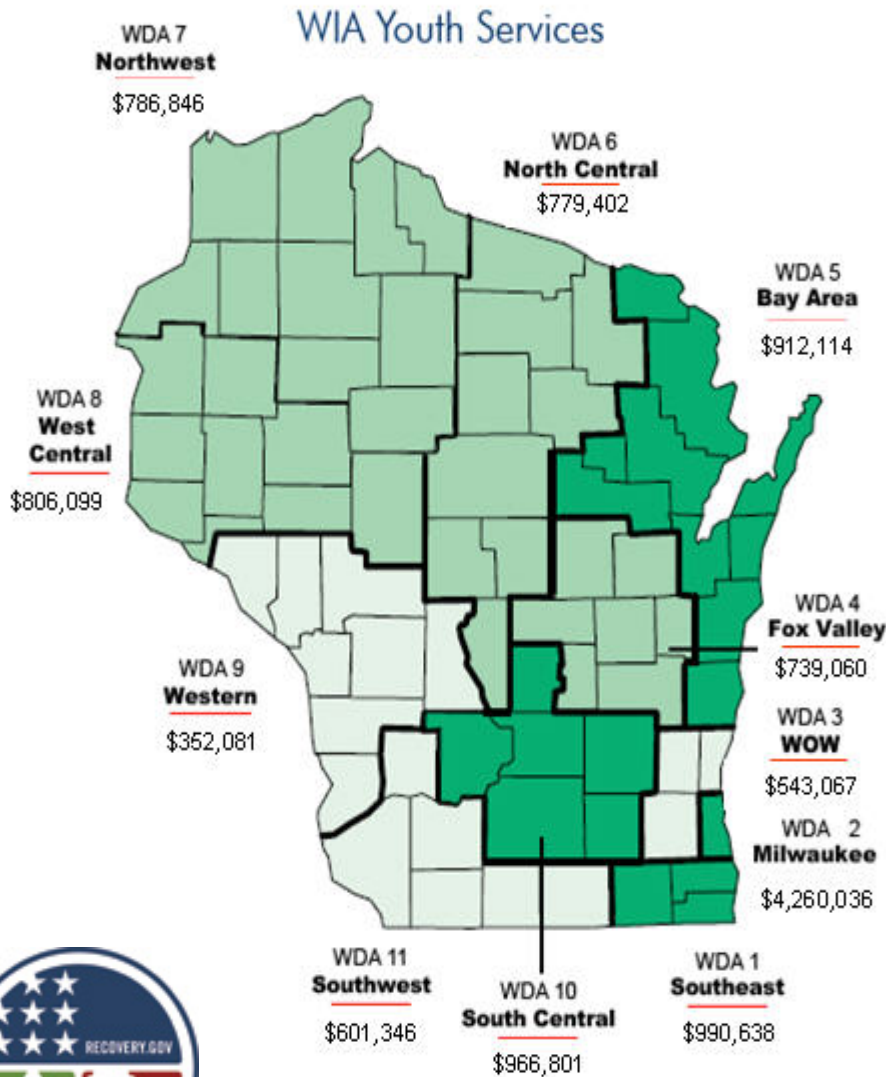 WIA Youth Services
WDA 7
Northwest
$786,846
WDA 6
North Central
$779,402
WDA 5
Bay Area
$912,114
WDA 8
West
Central
$806,099
WDA 4
Fox Valley
$739,060
WDA 9
Western
$352,081
WDA 3
WOW
$543,067
WDA 2
Milwaukee
$4,260,036
WDA 11
Southwest
$601,346
WDA 10
South Central
$966,801
WDA 1
Southeast
$990,638
RECOVERY.GOV